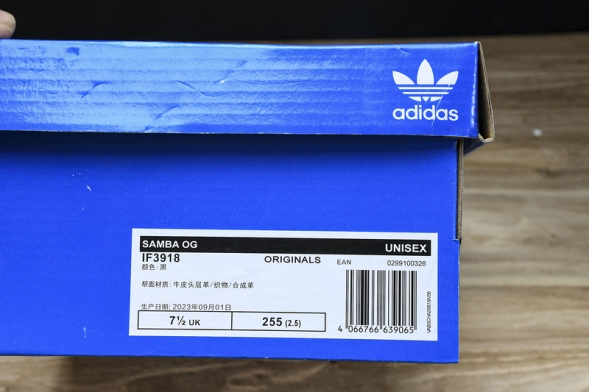 adidas
SAMBA OG UNISEX
IF3918 ORIGINALS EAN 0299100326
颜色: 黑
帮面材质: 牛皮头层革/织物/合成革
生产日期: 2023年09月01日
7½ UK 255 (2.5)
4 066766 639065